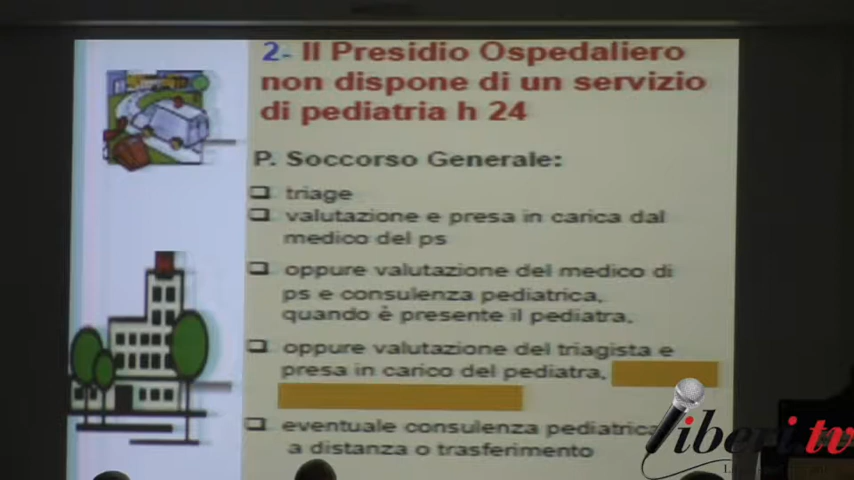 2- Il Presidio Ospedaliero
non dispone di un servizio
di pediatria h 24
P. Soccorso Generale:
triage
valutazione e presa in carica dal
medico del ps
oppure valutazione del medico di
ps e consulenza pediatrica,
quando è presente il pediatra.
oppure valutazione del triagista e
presa in carico del pediatra.
eventuale consulenza pediatrica
a distanza o trasferimento
liberi.tv